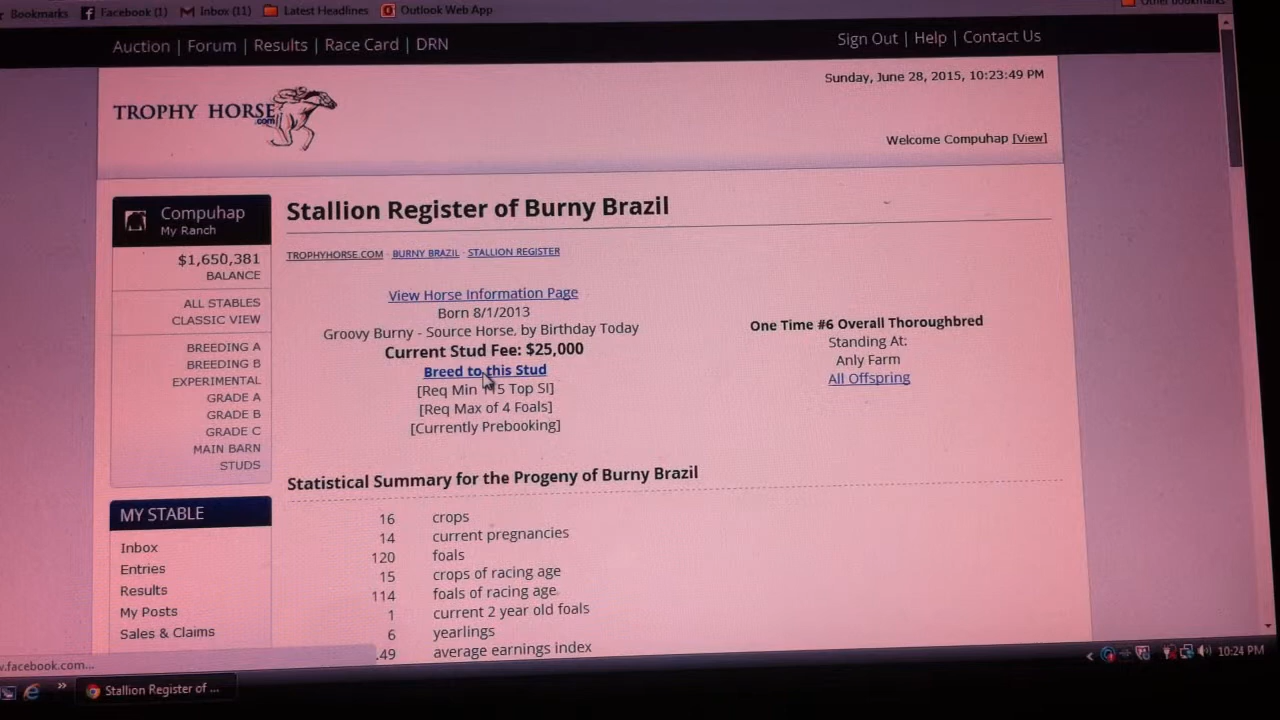 Bookmarks Facebook (1) Inbox (11) Latest Headlines Outlook Web App Other bookmarks
Auction | Forum | Results | Race Card | DRN
Sign Out | Help | Contact Us
Sunday, June 28, 2015, 10:23:49 PM
TROPHY HORSE
.com
Welcome Compuhap [View]
Compuhap
My Ranch
$1,650,381
BALANCE
ALL STABLES
CLASSIC VIEW
BREEDING A
BREEDING B
EXPERIMENTAL
GRADE A
GRADE B
GRADE C
MAIN BARN
STUDS
MY STABLE
Inbox
Entries
Results
My Posts
Sales & Claims
Stallion Register of Burny Brazil
TROPHYHORSE.COM · BURNY BRAZIL · STALLION REGISTER
View Horse Information Page
Born 8/1/2013
Groovy Burny - Source Horse, by Birthday Today
Current Stud Fee: $25,000
Breed to this Stud
[Req Min 115 Top SI]
[Req Max of 4 Foals]
[Currently Prebooking]
One Time #6 Overall Thoroughbred
Standing At:
Anly Farm
All Offspring
Statistical Summary for the Progeny of Burny Brazil
16 crops
14 current pregnancies
120 foals
15 crops of racing age
114 foals of racing age
1 current 2 year old foals
6 yearlings
.49 average earnings index
w.facebook.com...
Stallion Register of ...
10:24 PM